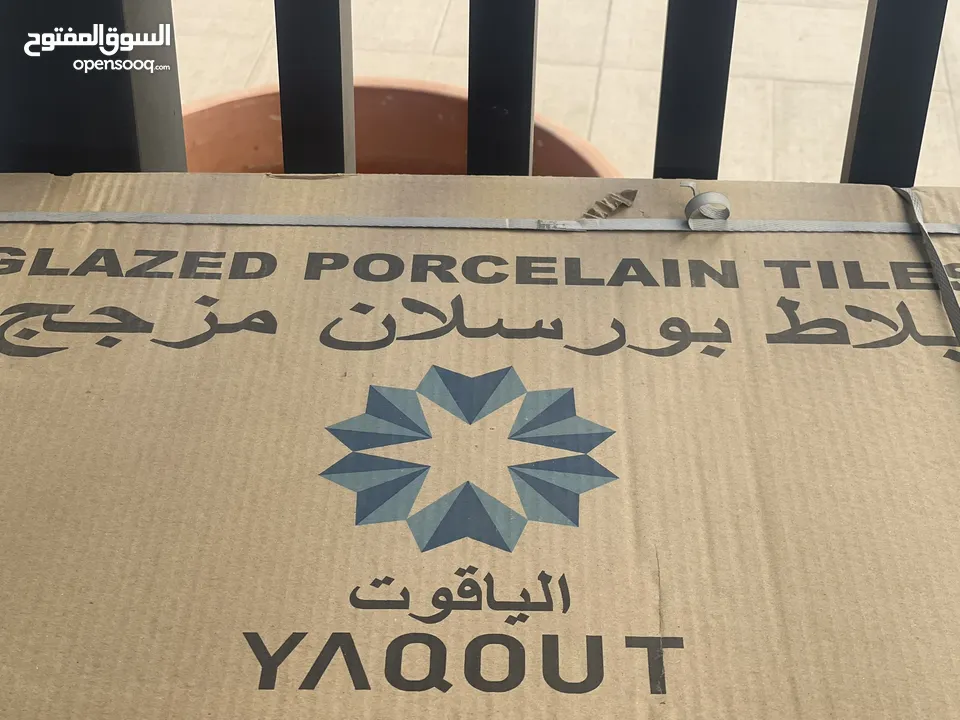 السوق المفتوح
opensooq.com
GLAZED PORCELAIN TILES
بلاط بورسلان مزجج
الياقوت
YAQOUT